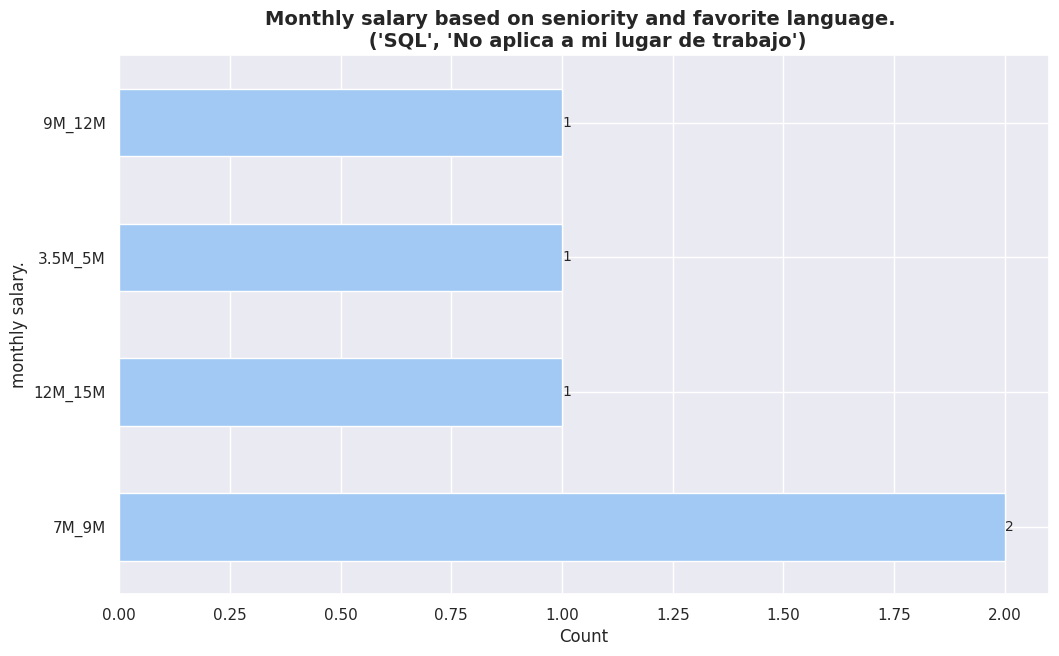 Monthly salary based on seniority and favorite language.
('SQL', 'No aplica a mi lugar de trabajo')
monthly salary.
9M_12M
1
3.5M_5M
1
12M_15M
1
7M_9M
2
0.00 0.25 0.50 0.75 1.00 1.25 1.50 1.75 2.00
Count